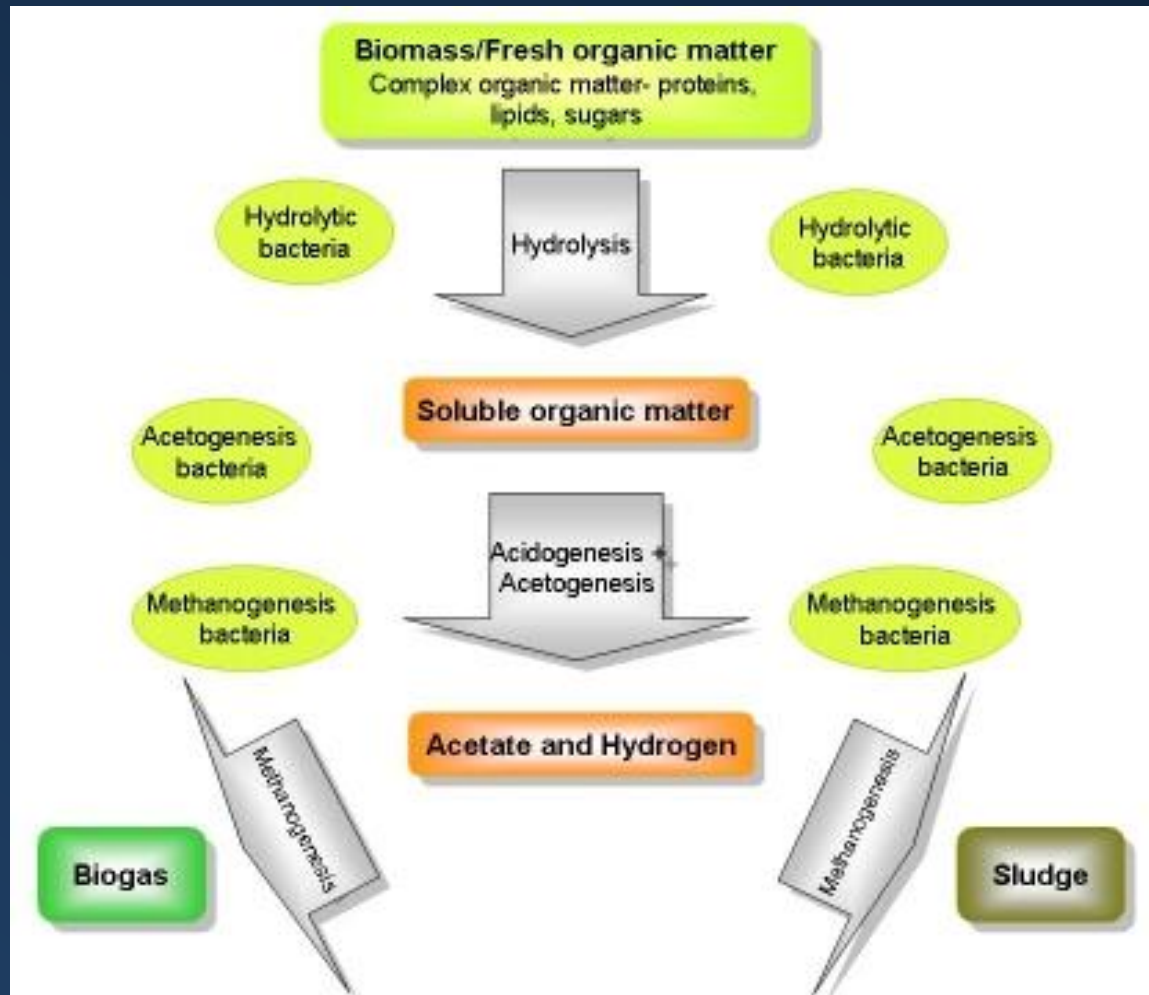 Biomass/Fresh organic matter
Complex organic matter- proteins,
lipids, sugars
Hydrolytic
bacteria
Hydrolysis
Hydrolytic
bacteria
Soluble organic matter
Acetogenesis
bacteria
Acetogenesis
bacteria
Acidogenesis +
Acetogenesis
Methanogenesis
bacteria
Methanogenesis
bacteria
Acetate and Hydrogen
Methanogenesis
Methanogenesis
Biogas
Sludge